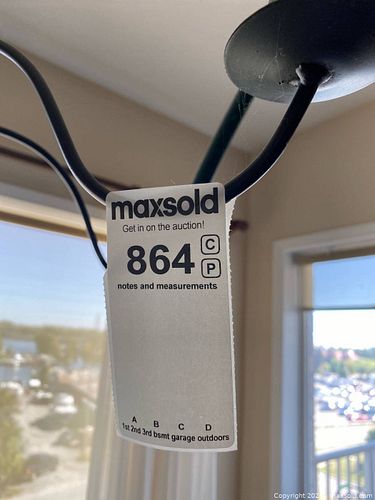 maxsold
Get in on the auction!
864 C
P
notes and measurements
A B C D
1st 2nd 3rd bsmt garage outdoors